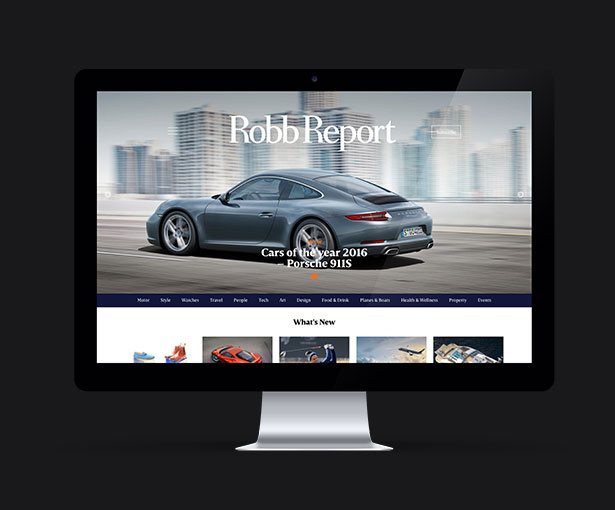 Robb Report
Subscribe
Cars of the year 2016
– Porsche 911S
Motor Style Watches Travel People Tech Art Design Food & Drink Planes & Boats Health & Wellness Property Events
What's New